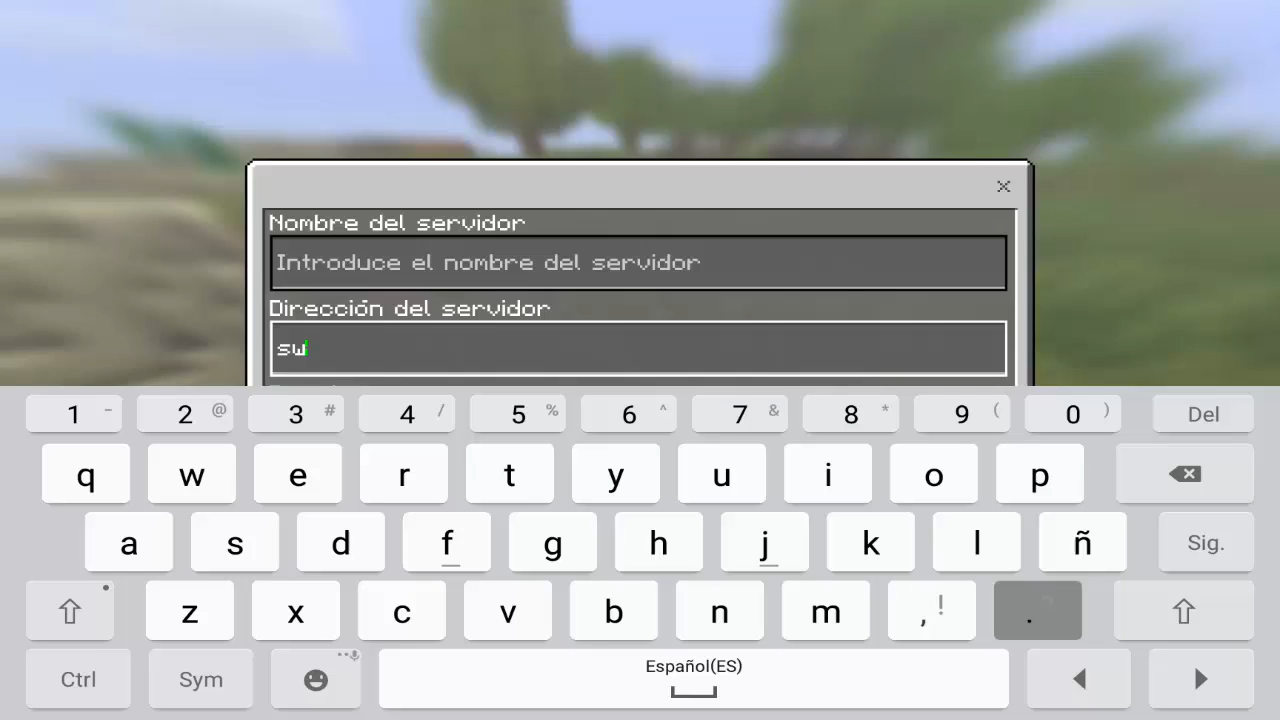 Nombre del servidor
Introduce el nombre del servidor
Dirección del servidor
sw
1 - 2 @ 3 # 4 / 5 % 6 ^ 7 & 8 * 9 ( 0 ) Del
q w e r t y u i o p
a s d f g h j k l ñ Sig.
z x c v b n m , ! . ?
Ctrl Sym Español(ES)